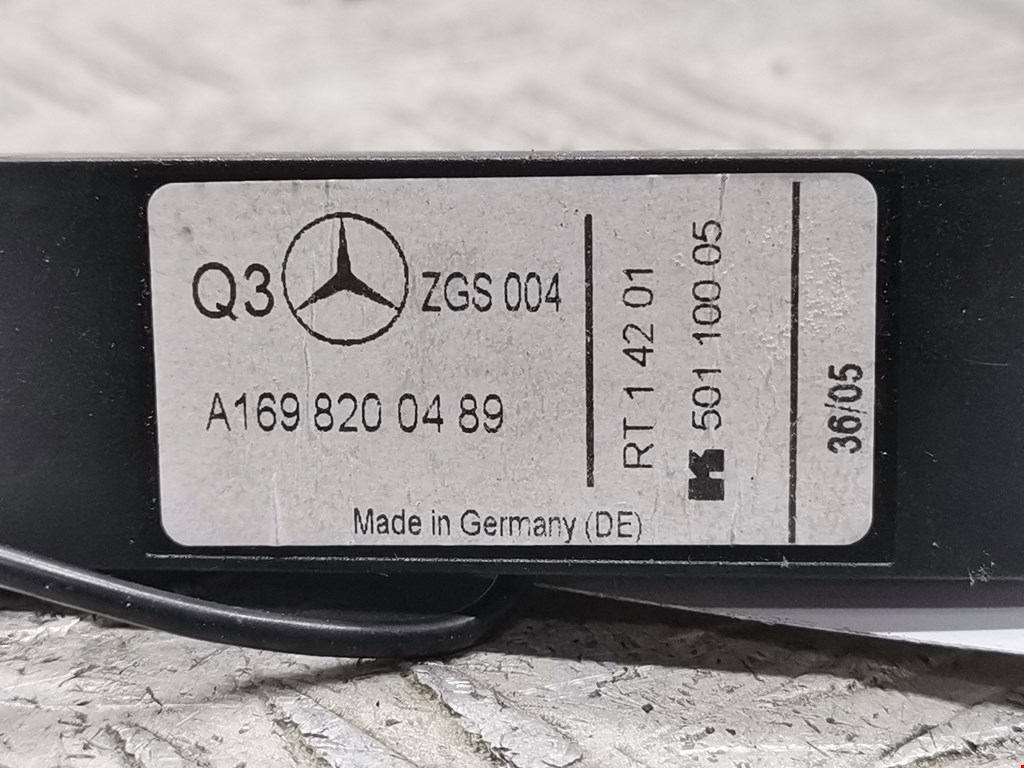 Q3 ZGS 004
A169 820 04 89
Made in Germany (DE)
RT 1 42 01
K 591 100 05
36/05